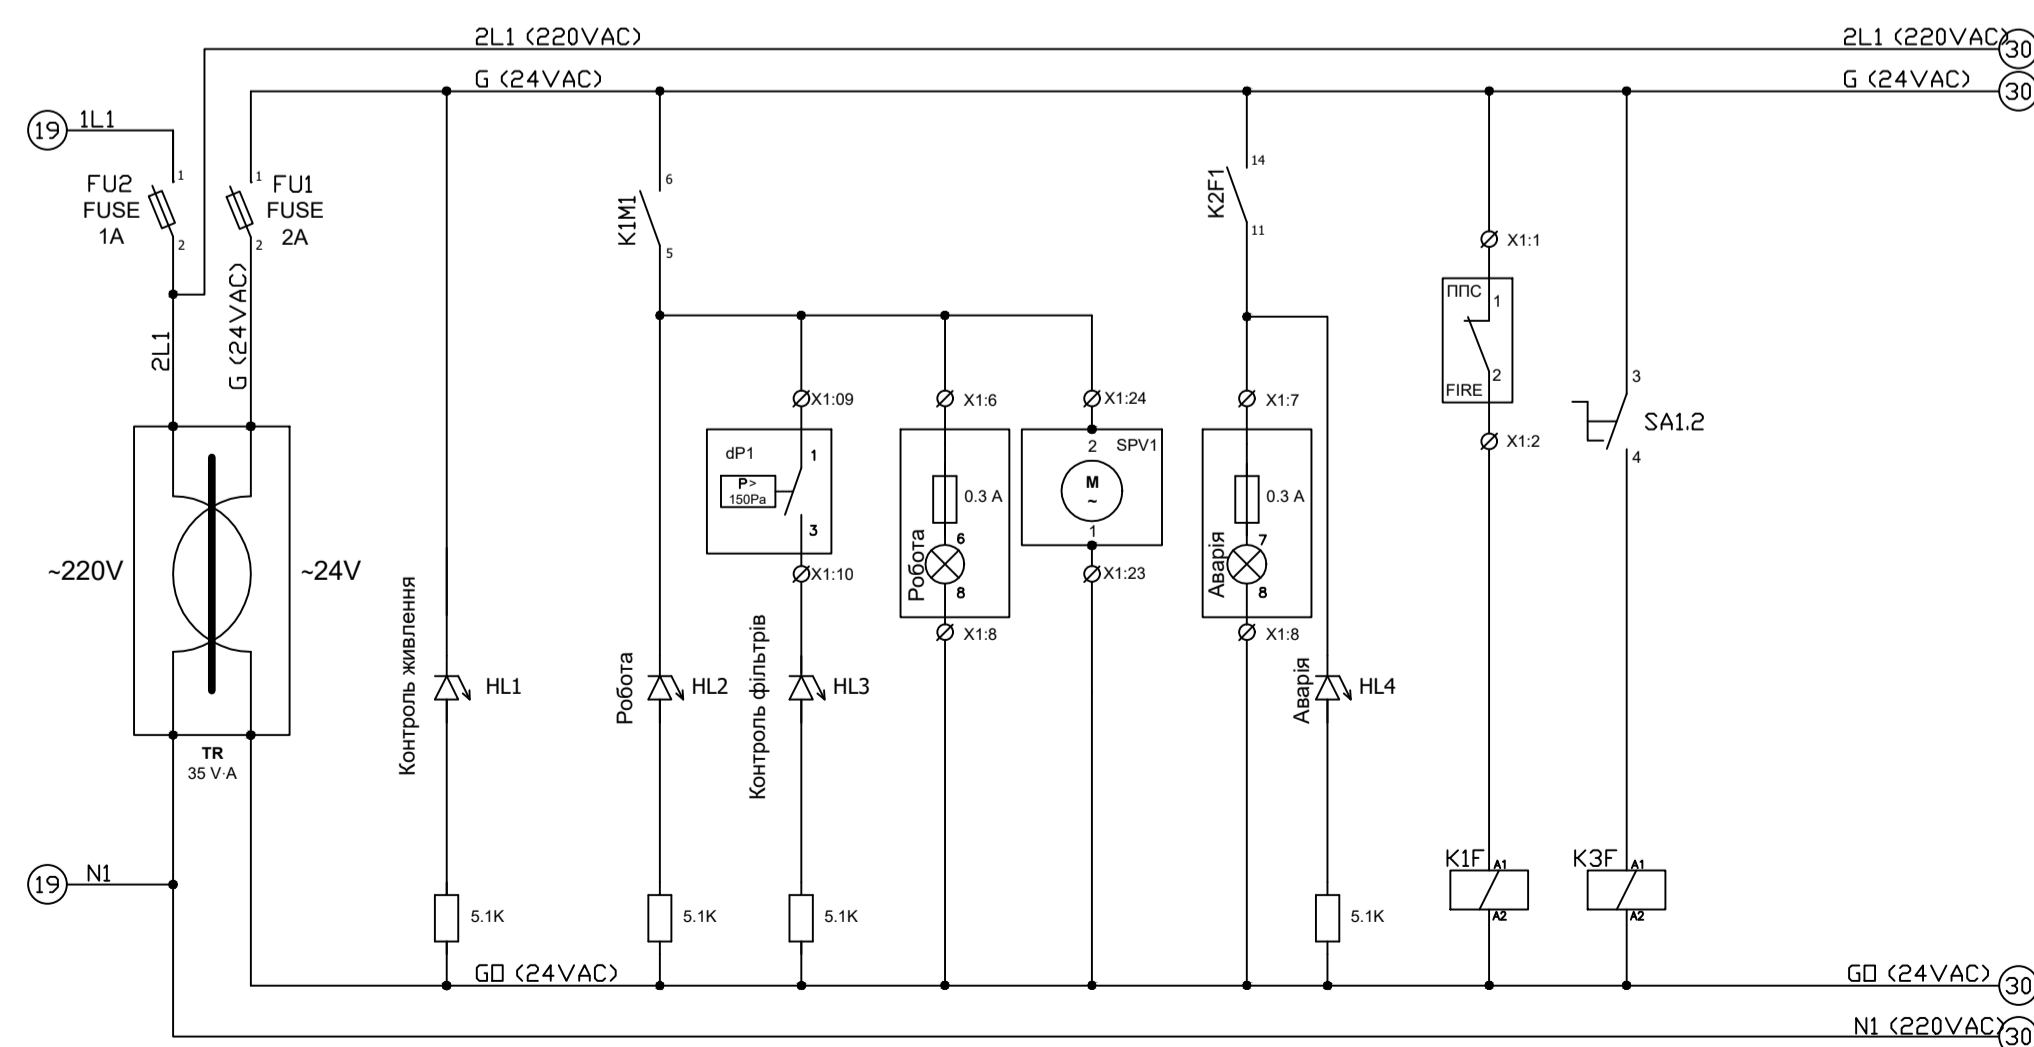 2L1 (220VAC)
2L1 (220VAC)
30
G (24VAC)
G (24VAC)
30
19
1L1
FU2
FUSE
1A
1
2
FU1
FUSE
2A
1
2
2L1
G (24VAC)
~220V
~24V
TR
35 V·A
19
N1
Контроль живлення
HL1
5.1K
K1M1
6
5
Робота
HL2
5.1K
X1:09
dP1
P>
150Pa
1
3
X1:10
Контроль фільтрів
HL3
5.1K
X1:6
0.3 A
Робота
6
8
X1:8
X1:24
2
SPV1
M
~
1
X1:23
K2F1
14
11
X1:7
0.3 A
Аварія
7
8
X1:8
Аварія
HL4
5.1K
X1:1
ППС
1
2
FIRE
X1:2
K1F
A1
A2
3
SA1.2
4
K3F
A1
A2
G0 (24VAC)
G0 (24VAC)
30
N1 (220VAC)
30